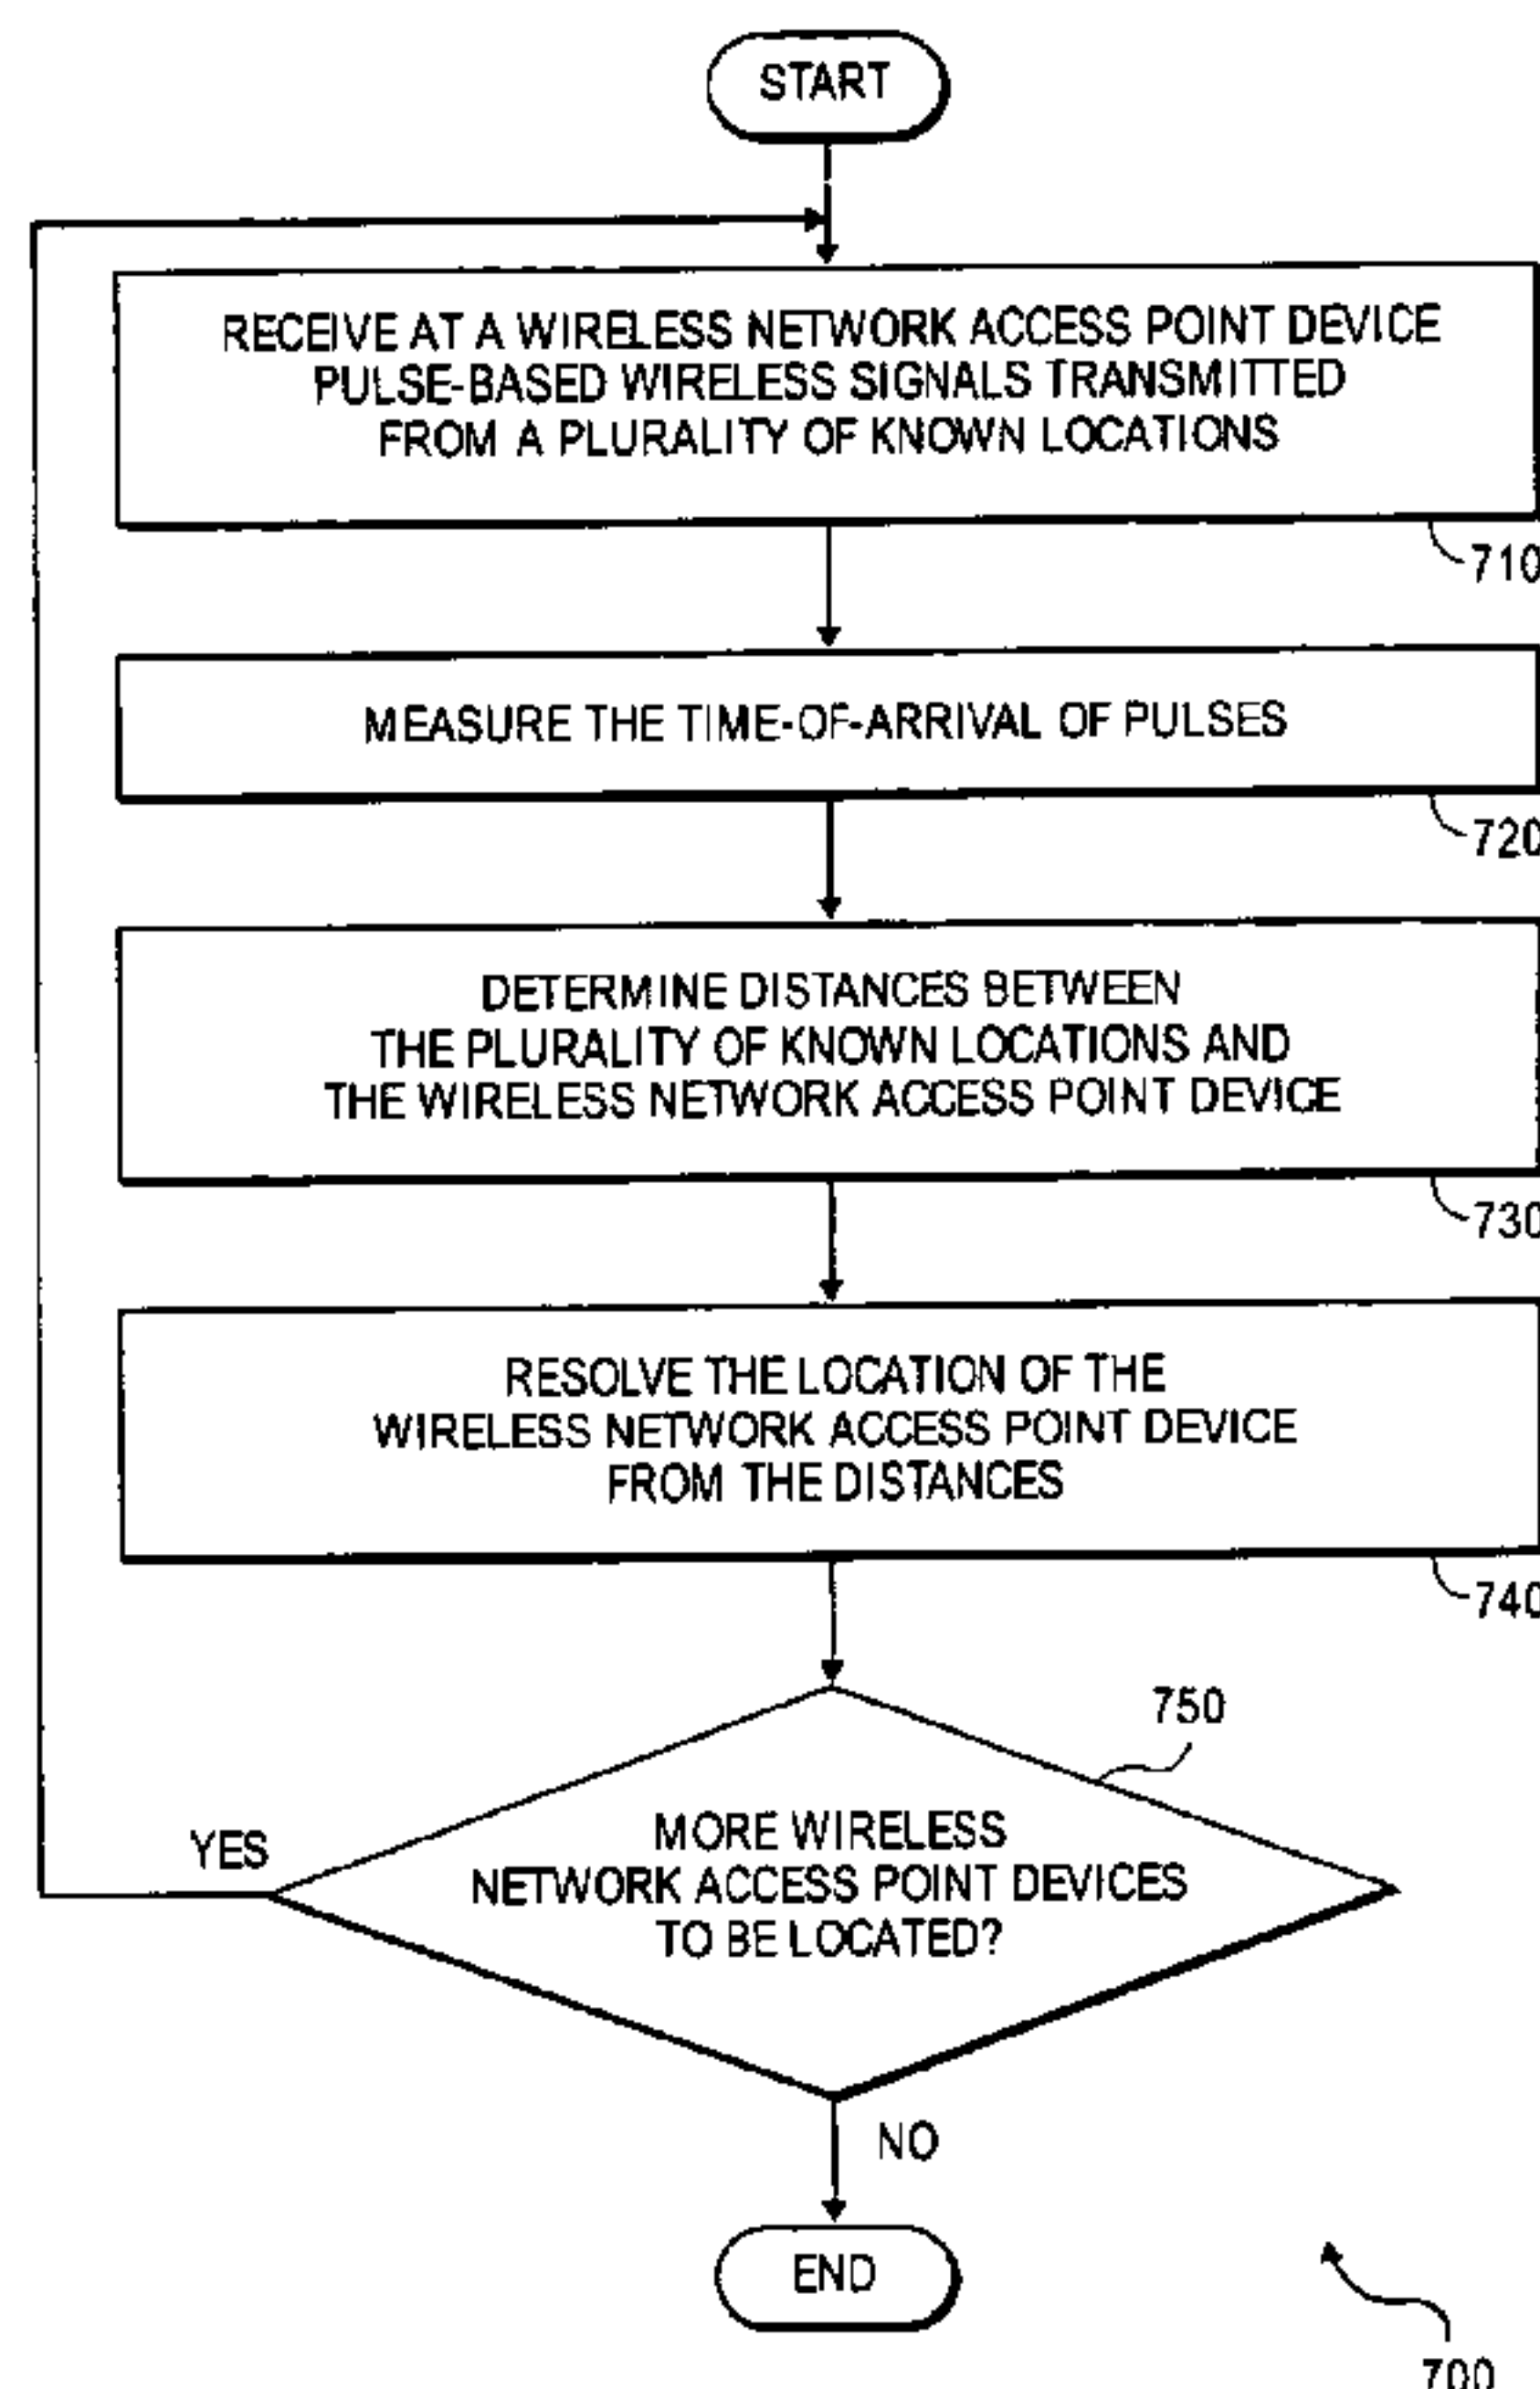 START
RECEIVE AT A WIRELESS NETWORK ACCESS POINT DEVICE
PULSE-BASED WIRELESS SIGNALS TRANSMITTED
FROM A PLURALITY OF KNOWN LOCATIONS
710
MEASURE THE TIME-OF-ARRIVAL OF PULSES
720
DETERMINE DISTANCES BETWEEN
THE PLURALITY OF KNOWN LOCATIONS AND
THE WIRELESS NETWORK ACCESS POINT DEVICE
730
RESOLVE THE LOCATION OF THE
WIRELESS NETWORK ACCESS POINT DEVICE
FROM THE DISTANCES
740
750
YES
MORE WIRELESS
NETWORK ACCESS POINT DEVICES
TO BE LOCATED?
NO
END
700